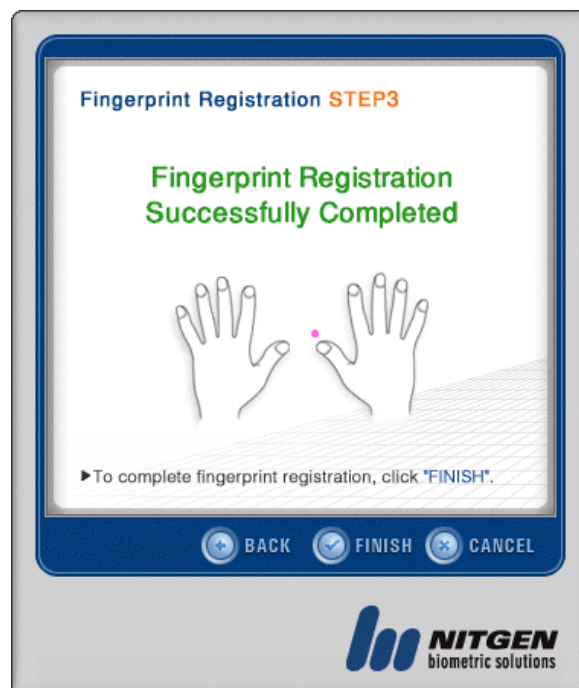 Fingerprint Registration STEP3
Fingerprint Registration
Successfully Completed
▶To complete fingerprint registration, click "FINISH".
BACK FINISH CANCEL
NITGEN
biometric solutions